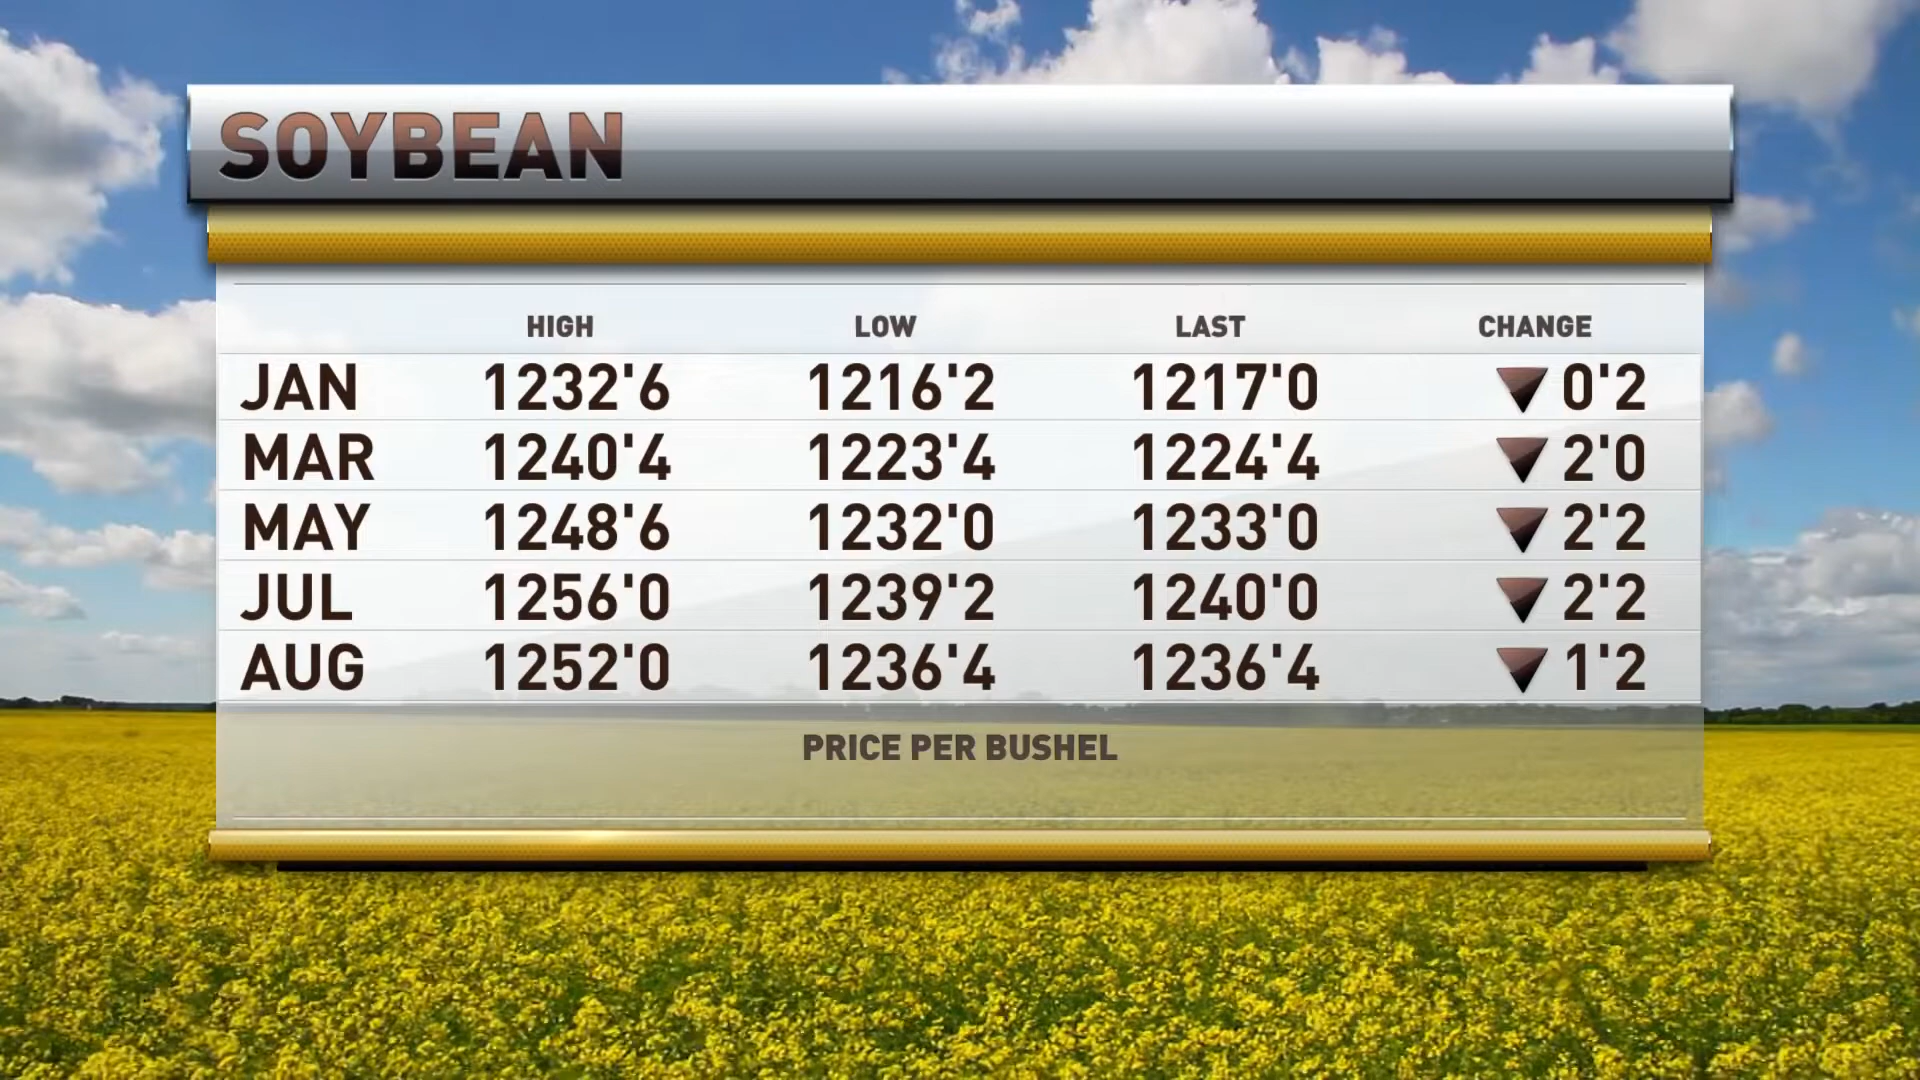 SOYBEAN
HIGH LOW LAST CHANGE
JAN 1232'6 1216'2 1217'0 ▼ 0'2
MAR 1240'4 1223'4 1224'4 ▼ 2'0
MAY 1248'6 1232'0 1233'0 ▼ 2'2
JUL 1256'0 1239'2 1240'0 ▼ 2'2
AUG 1252'0 1236'4 1236'4 ▼ 1'2
PRICE PER BUSHEL